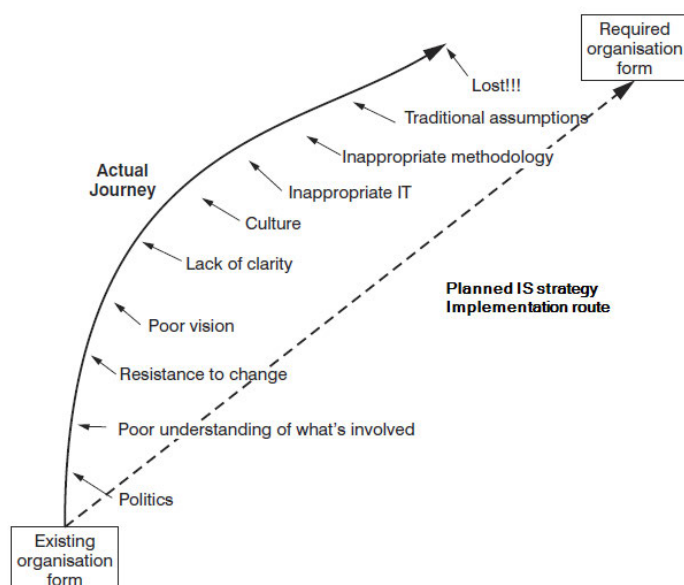 Required
organisation
form
Lost!!!
Traditional assumptions
Inappropriate methodology
Actual
Journey
Inappropriate IT
Culture
Lack of clarity
Planned IS strategy
Implementation route
Poor vision
Resistance to change
Poor understanding of what's involved
Politics
Existing
organisation
form